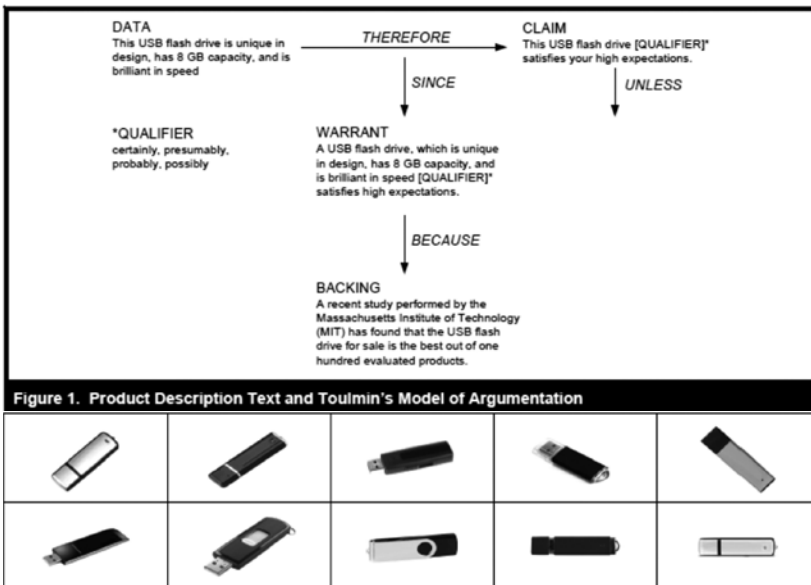 DATA
This USB flash drive is unique in
design, has 8 GB capacity, and is
brilliant in speed
THEREFORE
CLAIM
This USB flash drive [QUALIFIER]*
satisfies your high expectations.
SINCE
UNLESS
*QUALIFIER
certainly, presumably,
probably, possibly
WARRANT
A USB flash drive, which is unique
in design, has 8 GB capacity, and
is brilliant in speed [QUALIFIER]*
satisfies high expectations.
BECAUSE
BACKING
A recent study performed by the
Massachusetts Institute of Technology
(MIT) has found that the USB flash
drive for sale is the best out of one
hundred evaluated products.
Figure 1. Product Description Text and Toulmin's Model of Argumentation